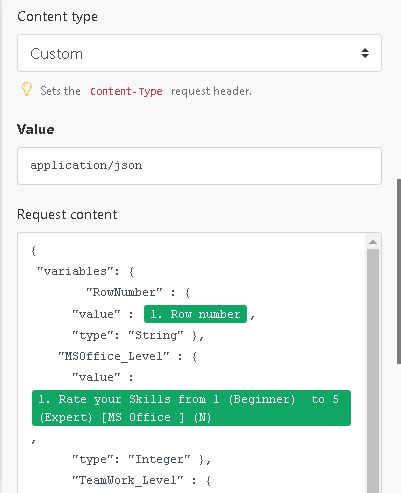 Content type
Custom
Sets the Content-Type request header.
Value
application/json
Request content
{
"variables": {
"RowNumber" : {
"value" : 1. Row number ,
"type": "String" },
"MSOffice_Level" : {
"value" :
1. Rate your Skills from 1 (Beginner) to 5
(Expert) [MS Office ] (N)
,
"type": "Integer" },
"TeamWork_Level" : {